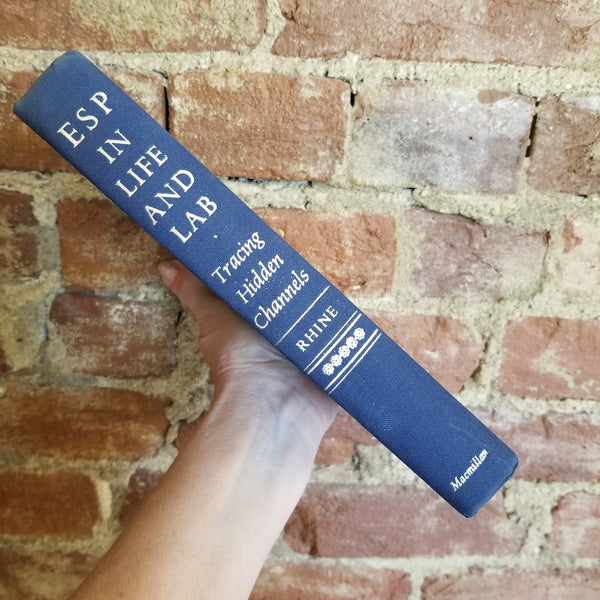 ESP
IN
LIFE
AND
LAB
Tracing
Hidden
Channels
RHINE
Macmillan